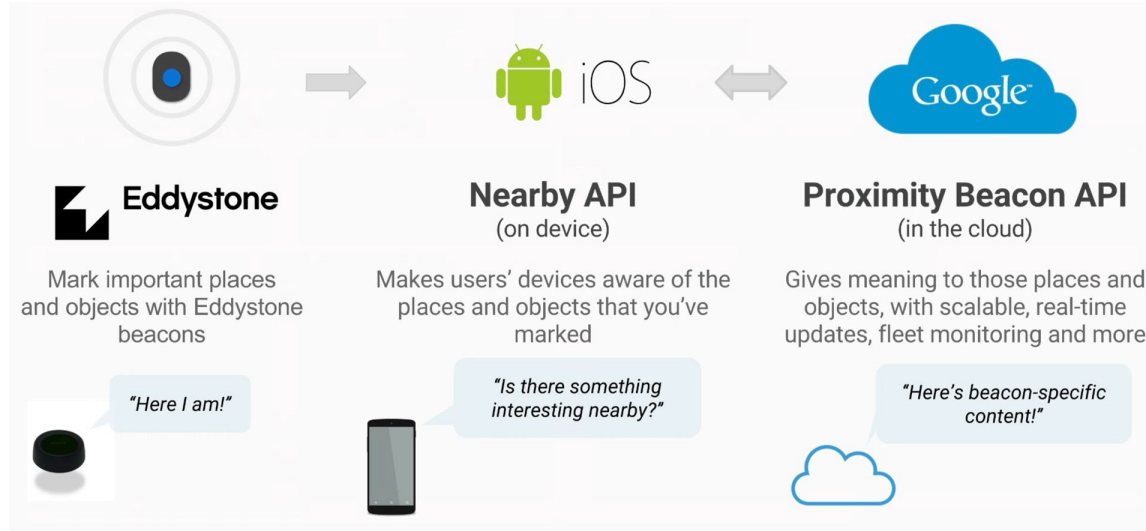 iOS
Google™
Eddystone
Nearby API
(on device)
Proximity Beacon API
(in the cloud)
Mark important places
and objects with Eddystone
beacons
Makes users’ devices aware of the
places and objects that you’ve
marked
Gives meaning to those places and
objects, with scalable, real-time
updates, fleet monitoring and more
“Here I am!”
“Is there something
interesting nearby?”
“Here’s beacon-specific
content!”